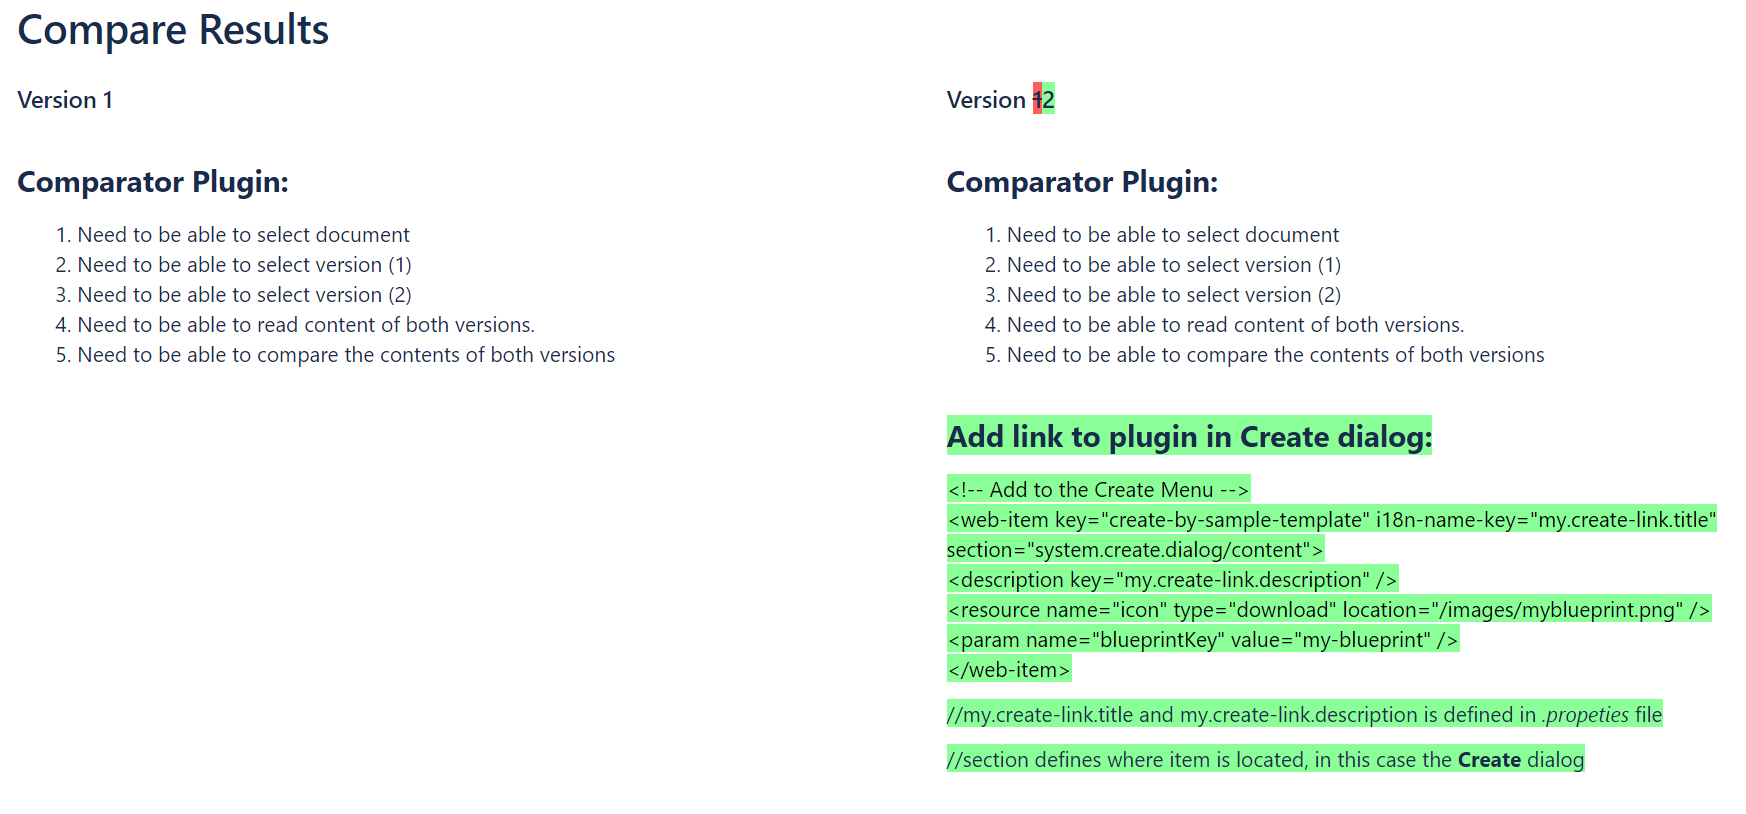 Compare Results
Version 1
Comparator Plugin:
1. Need to be able to select document
2. Need to be able to select version (1)
3. Need to be able to select version (2)
4. Need to be able to read content of both versions.
5. Need to be able to compare the contents of both versions
Version 12
Comparator Plugin:
1. Need to be able to select document
2. Need to be able to select version (1)
3. Need to be able to select version (2)
4. Need to be able to read content of both versions.
5. Need to be able to compare the contents of both versions
Add link to plugin in Create dialog:
<!-- Add to the Create Menu -->
<web-item key="create-by-sample-template" i18n-name-key="my.create-link.title"
section="system.create.dialog/content">
<description key="my.create-link.description" />
<resource name="icon" type="download" location="/images/myblueprint.png" />
<param name="blueprintKey" value="my-blueprint" />
</web-item>
//my.create-link.title and my.create-link.description is defined in .propeties file
//section defines where item is located, in this case the Create dialog